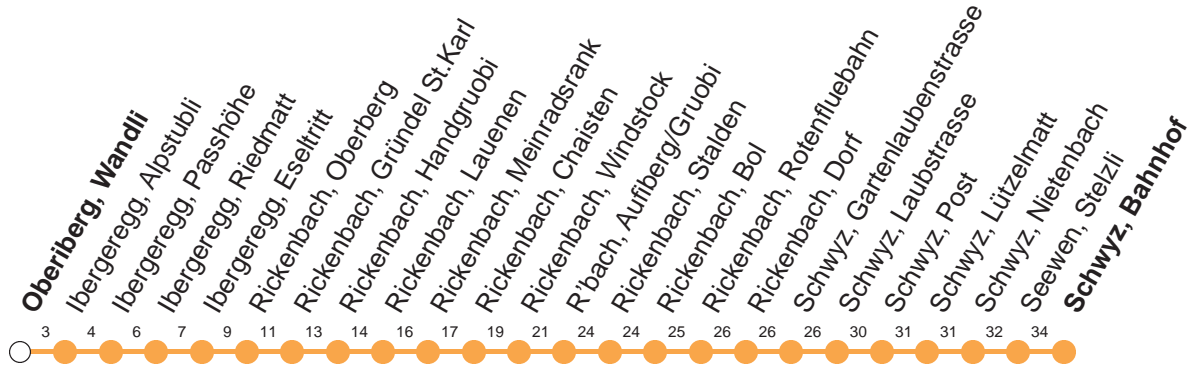 Oberiberg, Wandli
Ibergeregg, Alpstubli
Ibergeregg, Passhöhe
Ibergeregg, Riedmatt
Ibergeregg, Eseltritt
Rickenbach, Oberberg
Rickenbach, Gründel St.Karl
Rickenbach, Handgruobi
Rickenbach, Lauenen
Rickenbach, Meinradsrank
Rickenbach, Chaisten
Rickenbach, Windstock
R'bach, Aufiberg/Gruobi
Rickenbach, Stalden
Rickenbach, Bol
Rickenbach, Rotenfluebahn
Rickenbach, Dorf
Schwyz, Gartenlaubenstrasse
Schwyz, Laubstrasse
Schwyz, Post
Schwyz, Lützelmatt
Schwyz, Nietenbach
Seewen, Stelzli
Schwyz, Bahnhof
3 4 6 7 9 11 13 14 16 17 19 21 24 24 25 26 26 26 30 31 31 32 34